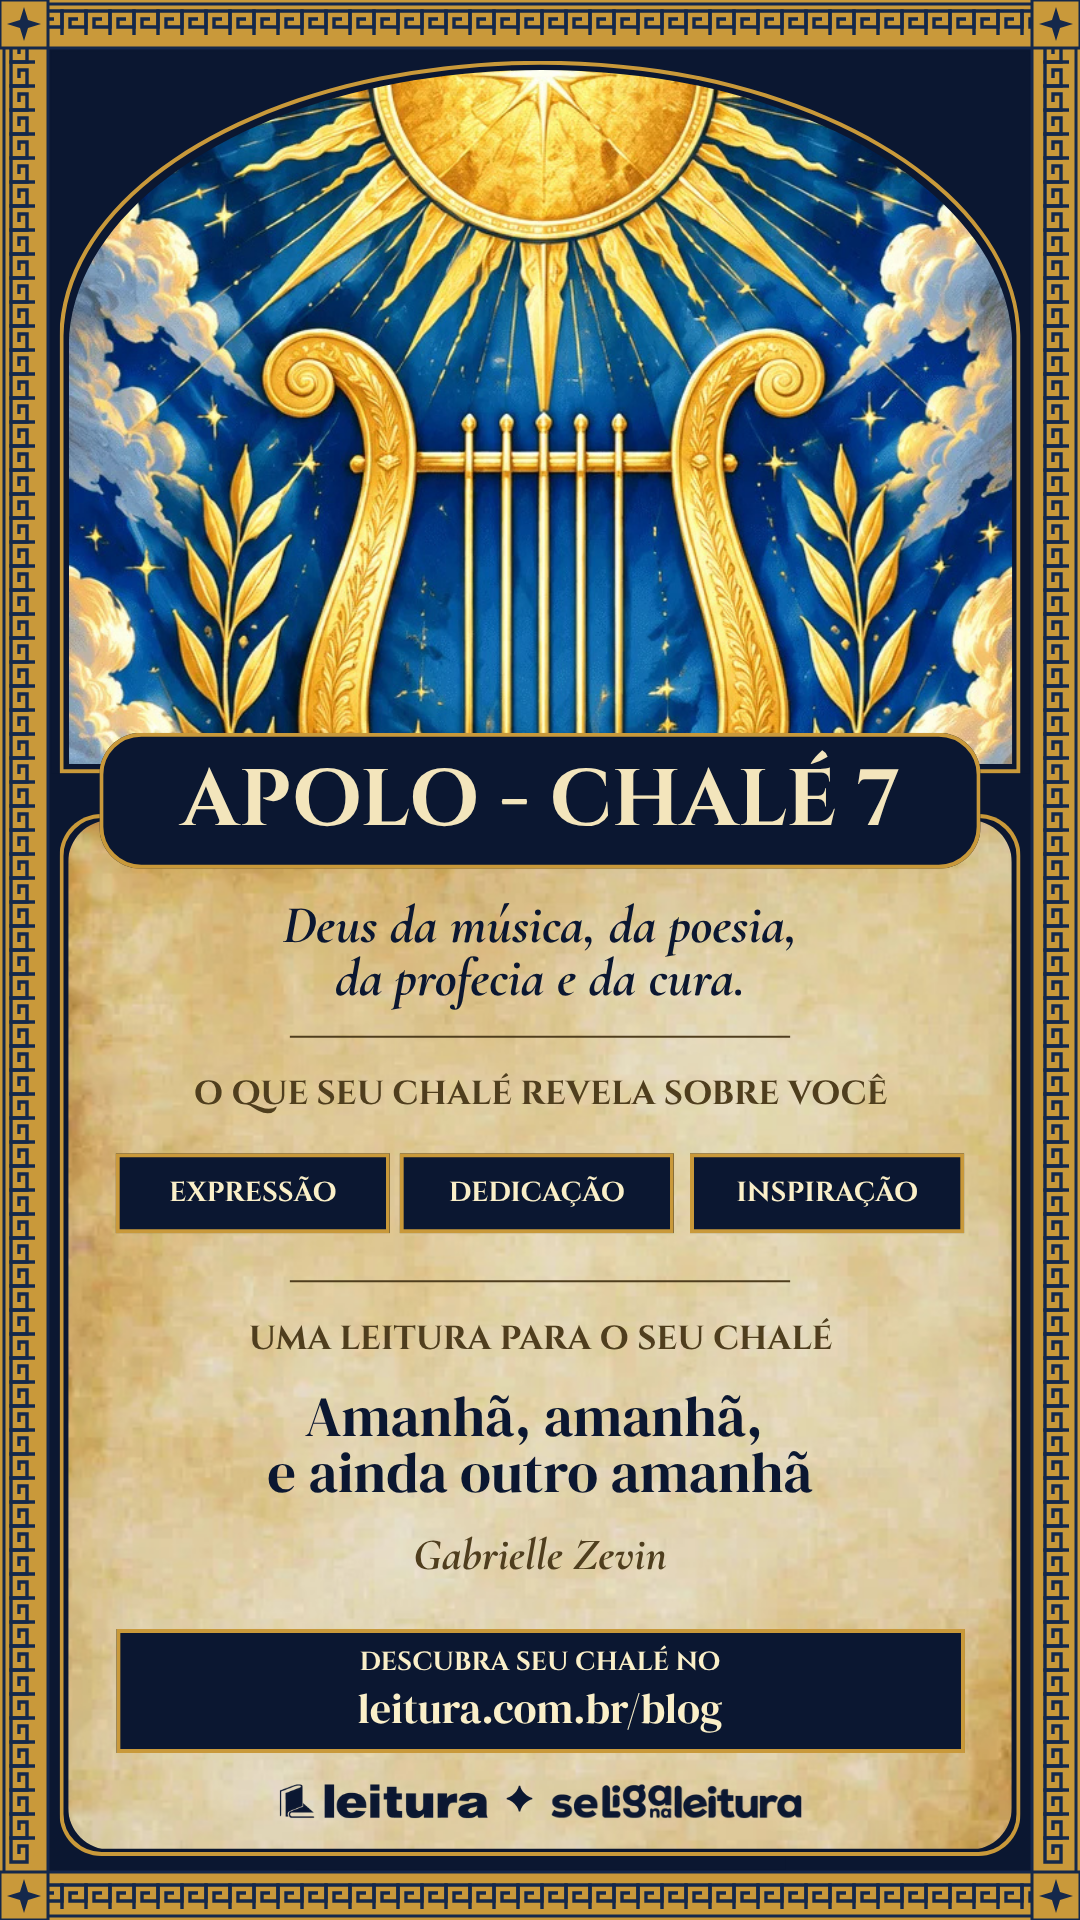 APOLO - CHALÉ 7
Deus da música, da poesia,
da profecia e da cura.
O QUE SEU CHALÉ REVELA SOBRE VOCÊ
EXPRESSÃO DEDICAÇÃO INSPIRAÇÃO
UMA LEITURA PARA O SEU CHALÉ
Amanhã, amanhã,
e ainda outro amanhã
Gabrielle Zevin
DESCUBRA SEU CHALÉ NO
leitura.com.br/blog
leitura seliganaleitura